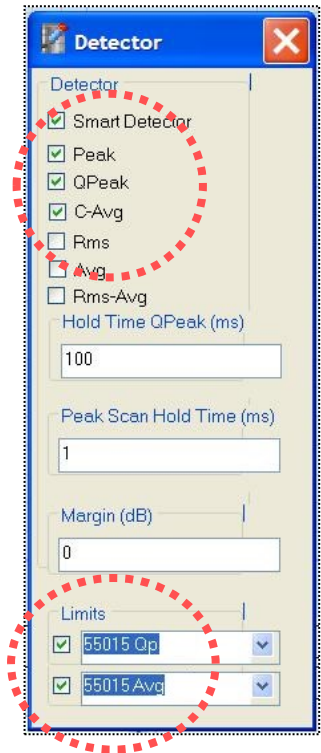 Detector
Detector
Smart Detector
Peak
QPeak
C-Avg
Rms
Avg
Rms-Avg
Hold Time QPeak (ms)
100
Peak Scan Hold Time (ms)
1
Margin (dB)
0
Limits
55015 Qp
55015 Avg